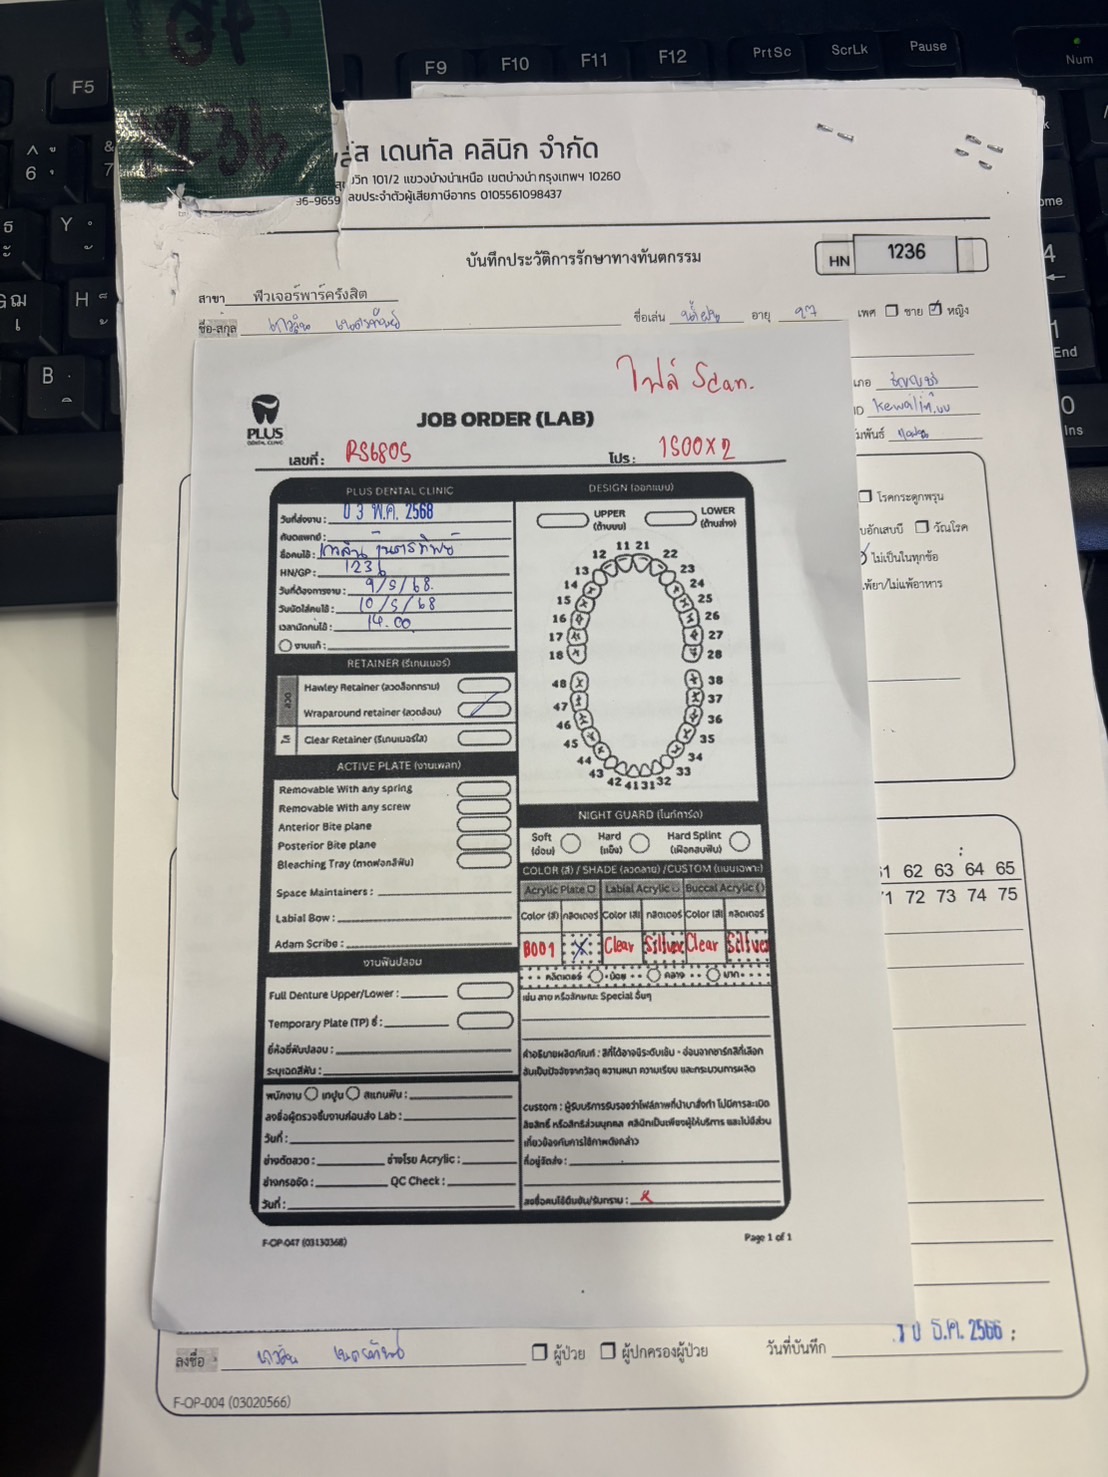 F5 F9 F10 F11 F12 PrtSc ScrLk Pause Num
1236
ส เดนทัล คลินิก จำกัด
101/2 แขวงบางนาเหนือ เขตบางนา กรุงเทพฯ 10260
36-9659 ลขประจำตัวผู้เสียภาษีอากร 0105561098437
บันทึกประวัติการรักษาทางทันตกรรม
HN 1236
สาขา ฟิวเจอร์พาร์ครังสิต
ชื่อ-สกุล
ชื่อเล่น อายุ เพศ ชาย หญิง
ID kewalin
โรคกระดูกพรุน
บอักเสบบี วัณโรค
ไม่เป็นในทุกข้อ
พ้ยา/ไม่แพ้อาหาร
ไฟล์ Scan.
PLUS
DENTAL CLINIC
JOB ORDER (LAB)
เลขที่ : RS6805 โปร : 1500x2
PLUS DENTAL CLINIC
วันที่ส่งงาน : 03 พ.ค. 2568
ทันตแพทย์ :
ชื่อคนไข้ :
HN/GP : 1236
วันที่ต้องการงาน : 9/5/68
วันนัดใส่คนไข้ : 10/5/68
เวลานัดคนไข้ : 14.00
งานแก้ :
RETAINER (รีเทนเนอร์)
ลวด
Hawley Retainer (ลวดล็อกกราม)
Wraparound retainer (ลวดอ้อม)
ใส
Clear Retainer (รีเทนเนอร์ใส)
ACTIVE PLATE (งานเพลท)
Removable With any spring
Removable With any screw
Anterior Bite plane
Posterior Bite plane
Bleaching Tray (ถาดฟอกสีฟัน)
Space Maintainers :
Labial Bow :
Adam Scribe :
งานฟันปลอม
Full Denture Upper/Lower :
Temporary Plate (TP) ซี่ :
ยี่ห้อซี่ฟันปลอม :
ระบุเฉดสีฟัน :
พนักงาน เทปูน สแกนฟัน :
ลงชื่อผู้ตรวจชิ้นงานก่อนส่ง Lab :
วันที่ :
ช่างดัดลวด : ช่างโรย Acrylic :
ช่างกรอขัด : QC Check :
วันที่ :
DESIGN (ออกแบบ)
UPPER (ด้านบน) LOWER (ด้านล่าง)
11 21
12 22
13 23
14 24
15 25
16 26
17 27
18 28
48 38
47 37
46 36
45 35
44 34
43 33
42 41 31 32
NIGHT GUARD (ไนท์การ์ด)
Soft (อ่อน) Hard (แข็ง) Hard Splint (เฝือกสบฟัน)
COLOR (สี) / SHADE (ลวดลาย) /CUSTOM (แบบเฉพาะ)
Acrylic Plate Labial Acrylic Buccal Acrylic
Color (สี) กลิตเตอร์ Color (สี) กลิตเตอร์ Color (สี) กลิตเตอร์
B001 X Clear Silver Clear Silver
กลิตเตอร์ น้อย กลาง มาก
เช่น ลาย หรือลักษณะ Special อื่นๆ
คำอธิบายผลิตภัณฑ์ : สีที่ได้อาจมีระดับเข้ม - อ่อนจากชาร์ทสีที่เลือก
อันเป็นปัจจัยจากวัสดุ ความหนา ความเรียบ และกระบวนการผลิต
custom : ผู้รับบริการรับรองว่าไฟล์ภาพที่นำมาสั่งทำ ไม่มีการละเมิด
ลิขสิทธิ์ หรือสิทธิส่วนบุคคล คลินิกเป็นเพียงผู้ให้บริการ และไม่มีส่วน
เกี่ยวข้องกับการใช้ภาพดังกล่าว
ที่อยู่จัดส่ง :
ลงชื่อคนไข้ยืนยัน/รับทราบ : x
F-OP-047 (03130368) Page 1 of 1
62 63 64 65
72 73 74 75
ลงชื่อ ผู้ป่วย ผู้ปกครองผู้ป่วย วันที่บันทึก ธ.ค. 2566
F-OP-004 (03020566)